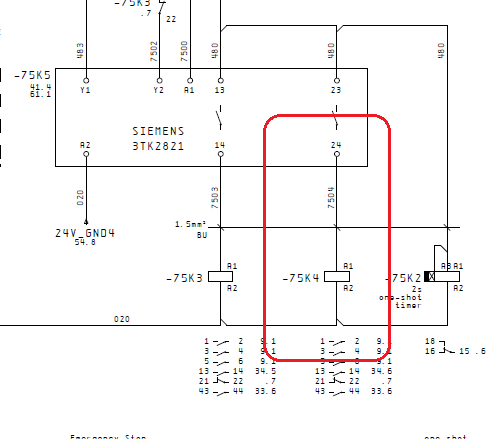 -75K3
.7
22
483
7502
7500
480
480
480
-75K5
41.4
61.1
Y1
Y2
A1
13
23
SIEMENS
3TK2821
A2
14
24
020
7503
7504
24V_GND4
54.8
1.5mm²
BU
-75K3
A1
A2
-75K4
A1
A2
-75K2
A1
A2
2s
one-shot
timer
020
1 2 9.1
3 4 9.1
5 6 9.1
13 14 34.5
21 22 .7
43 44 33.6
1 2 9.1
3 4 9.1
5 6 9.1
13 14 34.6
21 22 .7
43 44 33.6
18
16 15 .6
Emergency Stop
one-shot